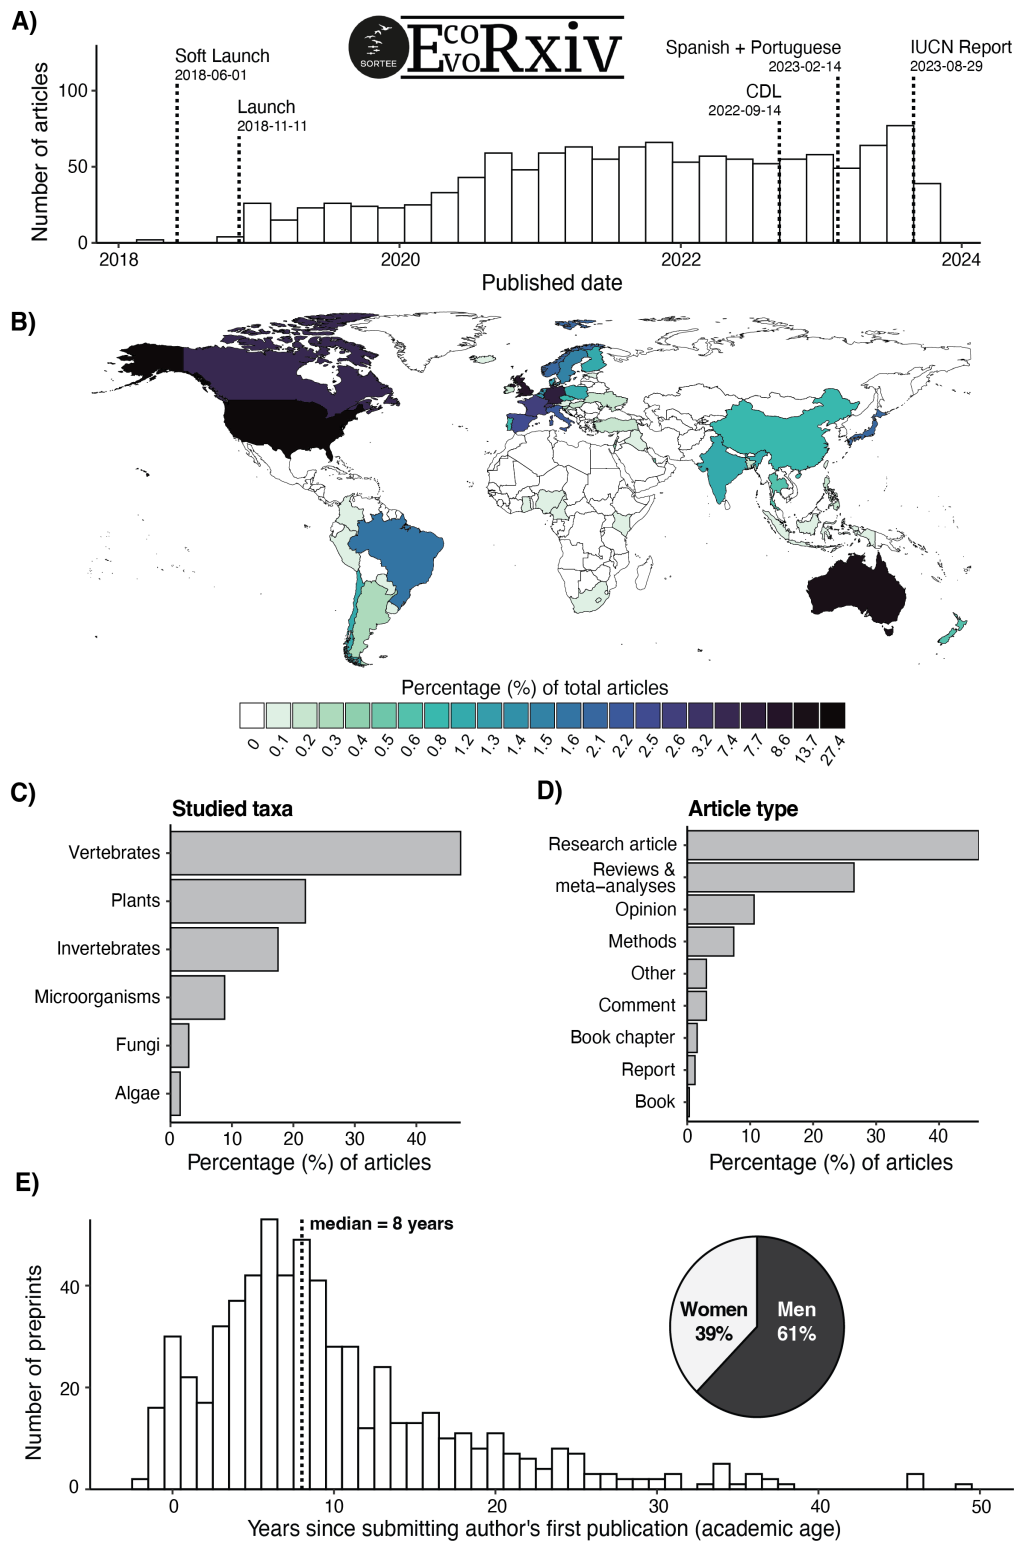 A)
SORTEE
E co vo Rxiv
Soft Launch
2018-06-01
Launch
2018-11-11
Spanish + Portuguese
2023-02-14
CDL
2022-09-14
IUCN Report
2023-08-29
Number of articles
100
50
0
2018
2020
2022
2024
Published date
B)
Percentage (%) of total articles
0
0.1
0.2
0.3
0.4
0.5
0.6
0.8
1.2
1.3
1.4
1.5
1.6
2.1
2.2
2.5
2.6
3.2
7.4
7.7
8.6
13.7
27.4
C)
Studied taxa
Vertebrates
Plants
Invertebrates
Microorganisms
Fungi
Algae
0
10
20
30
40
Percentage (%) of articles
D)
Article type
Research article
Reviews &
meta−analyses
Opinion
Methods
Other
Comment
Book chapter
Report
Book
0
10
20
30
40
Percentage (%) of articles
E)
median = 8 years
Women
39%
Men
61%
Number of preprints
40
20
0
0
10
20
30
40
50
Years since submitting author's first publication (academic age)